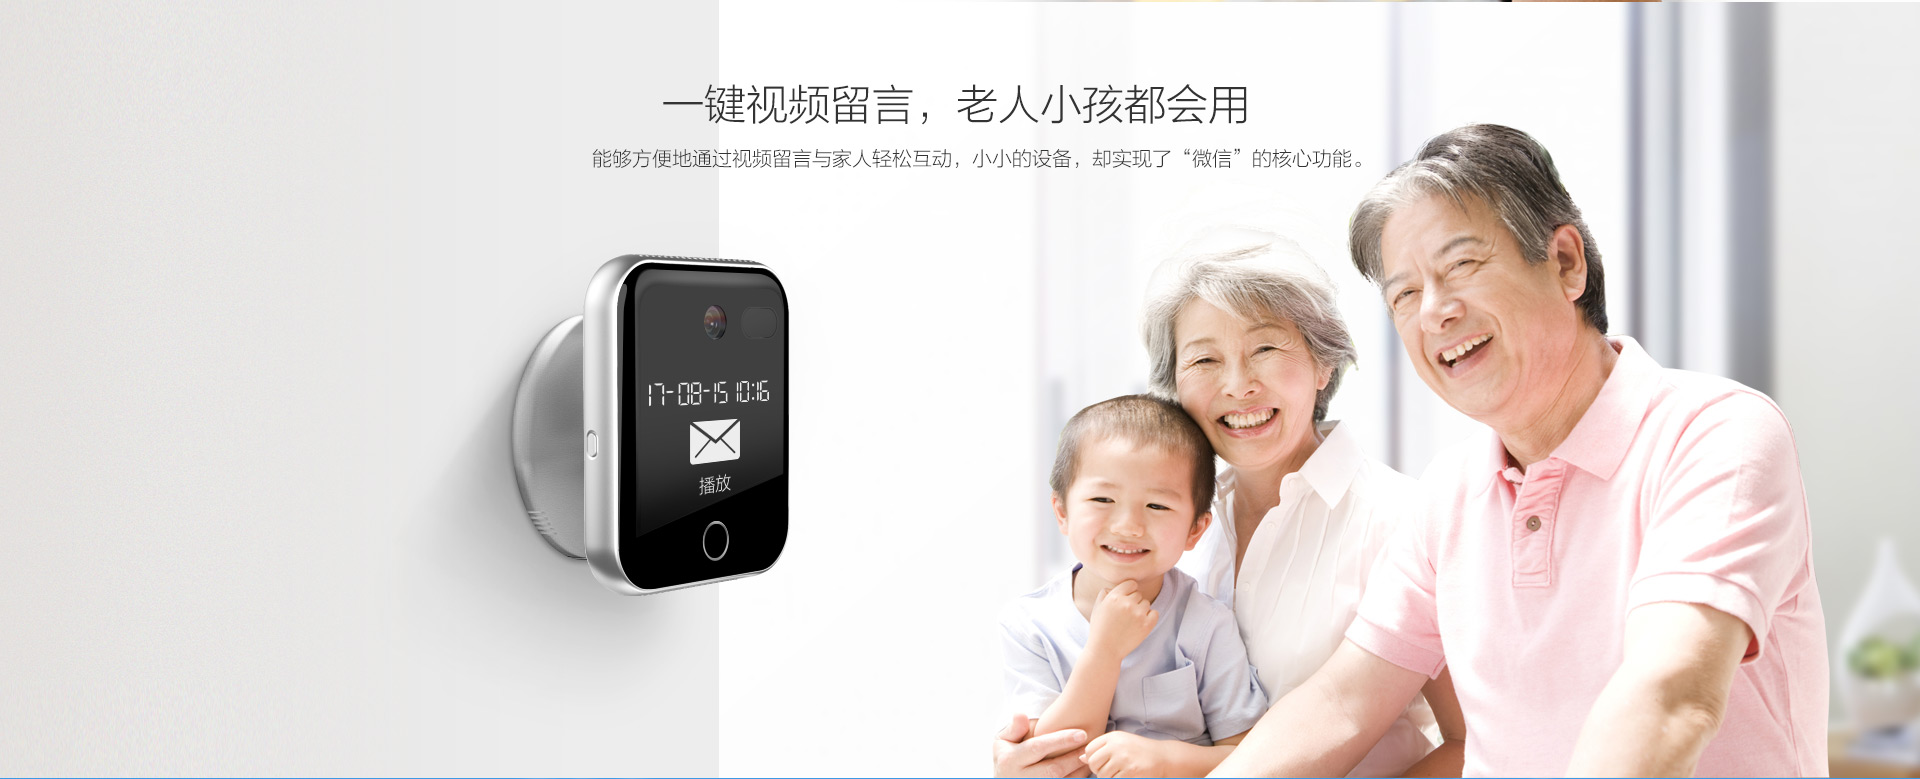 一键视频留言，老人小孩都会用
能够方便地通过视频留言与家人轻松互动，小小的设备，却实现了“微信”的核心功能。
17-08-15 10:16
播放